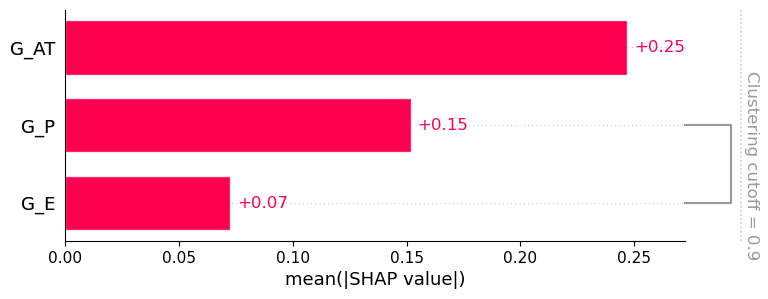 G_AT
+0.25
G_P
+0.15
G_E
+0.07
0.00 0.05 0.10 0.15 0.20 0.25
mean(|SHAP value|)
Clustering cutoff = 0.9